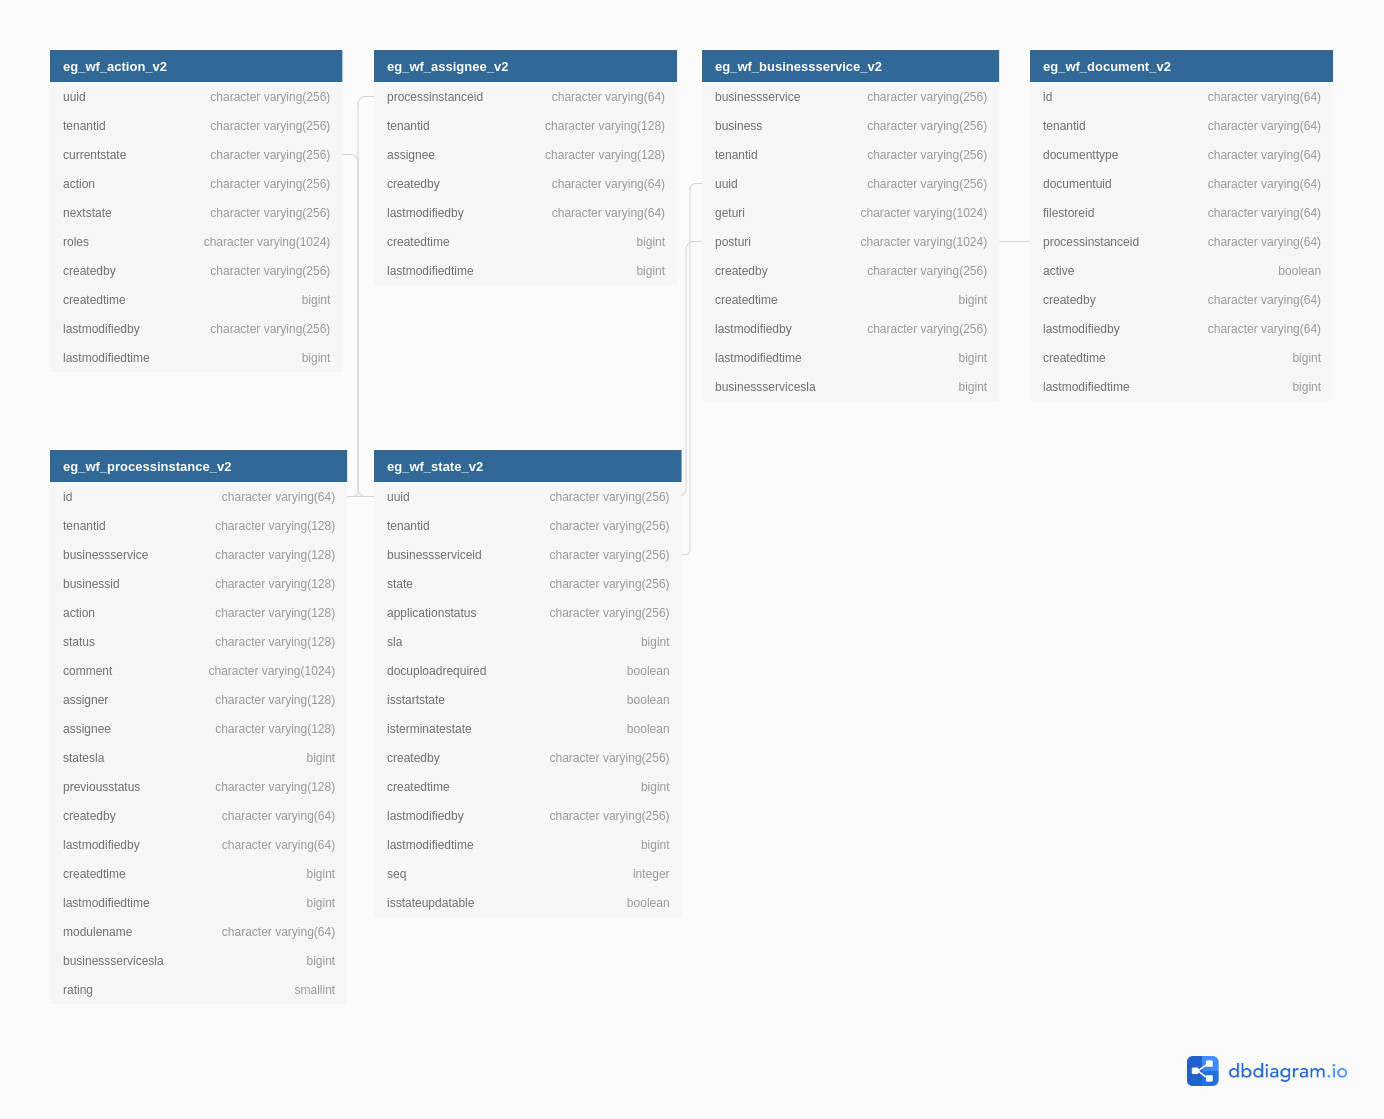 eg_wf_action_v2
uuid character varying(256)
tenantid character varying(256)
currentstate character varying(256)
action character varying(256)
nextstate character varying(256)
roles character varying(1024)
createdby character varying(256)
createdtime bigint
lastmodifiedby character varying(256)
lastmodifiedtime bigint
eg_wf_assignee_v2
processinstanceid character varying(64)
tenantid character varying(128)
assignee character varying(128)
createdby character varying(64)
lastmodifiedby character varying(64)
createdtime bigint
lastmodifiedtime bigint
eg_wf_businessservice_v2
businessservice character varying(256)
business character varying(256)
tenantid character varying(256)
uuid character varying(256)
geturi character varying(1024)
posturi character varying(1024)
createdby character varying(256)
createdtime bigint
lastmodifiedby character varying(256)
lastmodifiedtime bigint
businessservicesla bigint
eg_wf_document_v2
id character varying(64)
tenantid character varying(64)
documenttype character varying(64)
documentuid character varying(64)
filestoreid character varying(64)
processinstanceid character varying(64)
active boolean
createdby character varying(64)
lastmodifiedby character varying(64)
createdtime bigint
lastmodifiedtime bigint
eg_wf_processinstance_v2
id character varying(64)
tenantid character varying(128)
businessservice character varying(128)
businessid character varying(128)
action character varying(128)
status character varying(128)
comment character varying(1024)
assigner character varying(128)
assignee character varying(128)
statesla bigint
previousstatus character varying(128)
createdby character varying(64)
lastmodifiedby character varying(64)
createdtime bigint
lastmodifiedtime bigint
modulename character varying(64)
businessservicesla bigint
rating smallint
eg_wf_state_v2
uuid character varying(256)
tenantid character varying(256)
businessserviceid character varying(256)
state character varying(256)
applicationstatus character varying(256)
sla bigint
docuploadrequired boolean
isstartstate boolean
isterminatestate boolean
createdby character varying(256)
createdtime bigint
lastmodifiedby character varying(256)
lastmodifiedtime bigint
seq integer
isstateupdatable boolean
dbdiagram.io